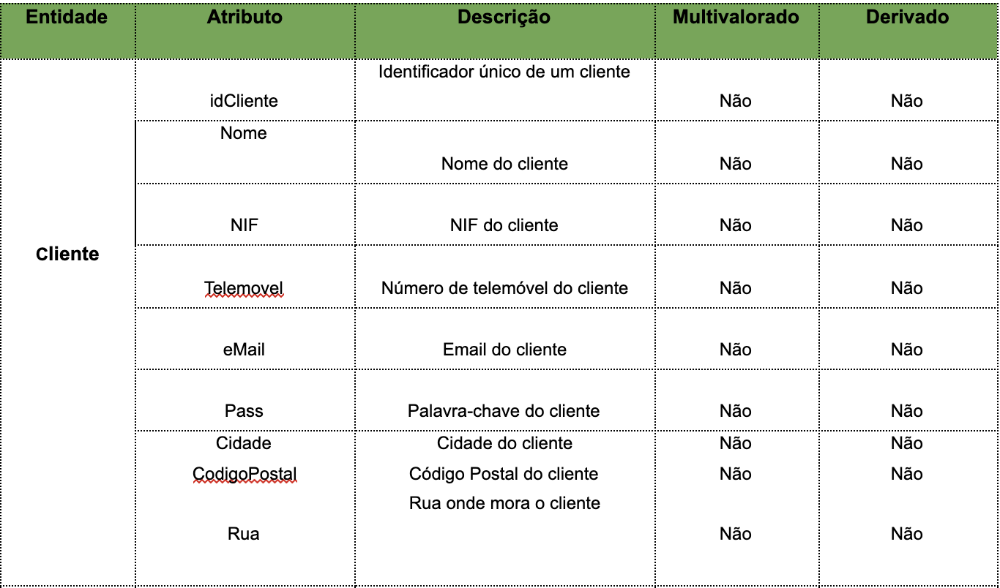 Entidade Atributo Descrição Multivalorado Derivado
Identificador único de um cliente
idCliente Não Não
Nome
Nome do cliente Não Não
NIF NIF do cliente Não Não
Cliente
Telemovel Número de telemóvel do cliente Não Não
eMail Email do cliente Não Não
Pass Palavra-chave do cliente Não Não
Cidade Cidade do cliente Não Não
CodigoPostal Código Postal do cliente Não Não
Rua onde mora o cliente
Rua Não Não